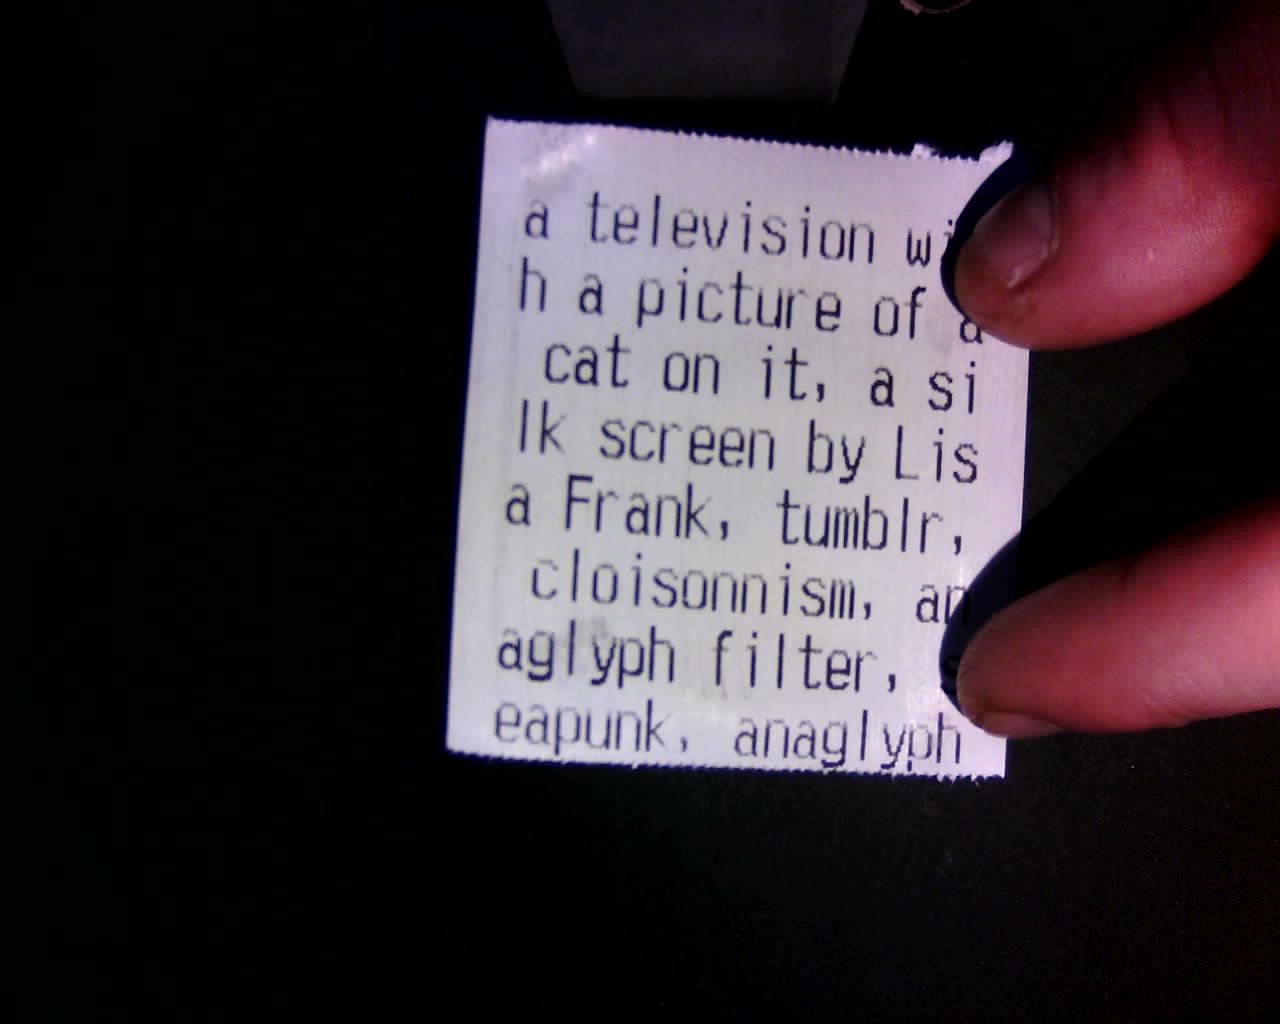 a television wi
h a picture of a
cat on it, a si
lk screen by Lis
a Frank, tumblr,
cloisonnism, an
aglyph filter, s
eapunk, anaglyph